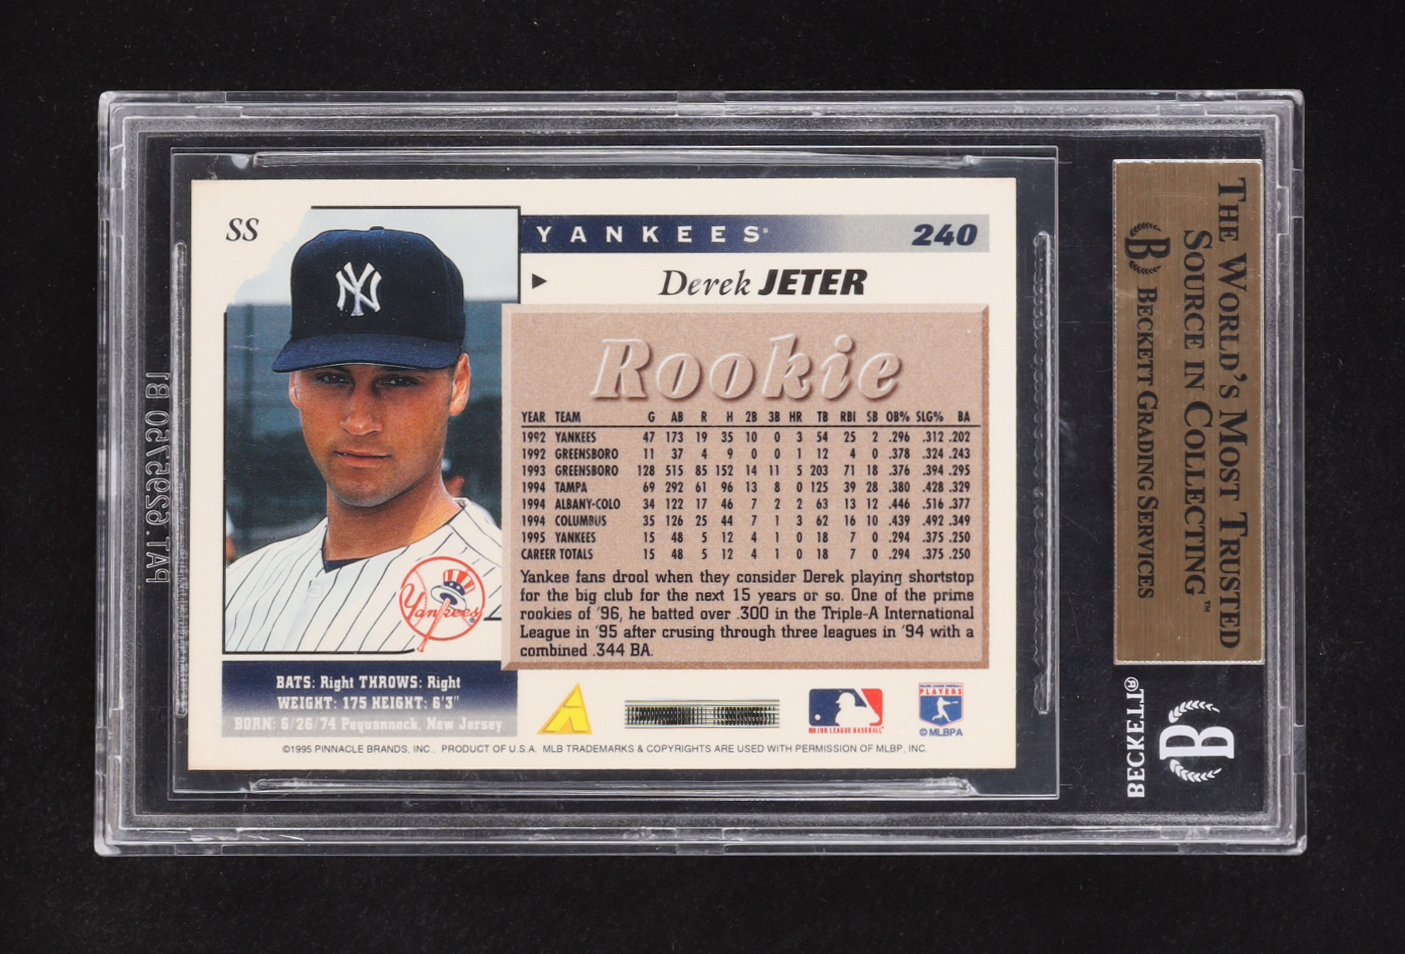 SS
YANKEES
240
Derek JETER
Rookie
YEAR TEAM G AB R H 2B 3B HR TB RBI SB OB% SLG% BA
1992 YANKEES 47 173 19 35 10 0 3 54 25 2 .296 .312 .202
1992 GREENSBORO 11 37 4 9 0 0 1 12 4 0 .378 .324 .243
1993 GREENSBORO 128 515 85 152 14 11 5 203 71 18 .376 .394 .295
1994 TAMPA 69 292 61 96 13 8 0 125 39 28 .380 .428 .329
1994 ALBANY-COLO 34 122 17 46 7 2 2 63 13 12 .446 .516 .377
1994 COLUMBUS 35 126 25 44 7 1 3 62 16 10 .439 .492 .349
1995 YANKEES 15 48 5 12 4 1 0 18 7 0 .294 .375 .250
CAREER TOTALS 15 48 5 12 4 1 0 18 7 0 .294 .375 .250
Yankee fans drool when they consider Derek playing shortstop
for the big club for the next 15 years or so. One of the prime
rookies of '96, he batted over .300 in the Triple-A International
League in '95 after crusing through three leagues in '94 with a
combined .344 BA.
NY
Yankees
BATS: Right THROWS: Right
WEIGHT: 175 HEIGHT: 6'3"
BORN: 6/26/74 Pequannock, New Jersey
MAJOR LEAGUE BASEBALL
MAJOR LEAGUE BASEBALL
PLAYERS
© MLBPA
©1995 PINNACLE BRANDS, INC., PRODUCT OF U.S.A. MLB TRADEMARKS & COPYRIGHTS ARE USED WITH PERMISSION OF MLBP, INC.
THE WORLD'S MOST TRUSTED
SOURCE IN COLLECTING™
B BECKETT GRADING SERVICES
BECKETT®
B
PAT. 6295750 B1